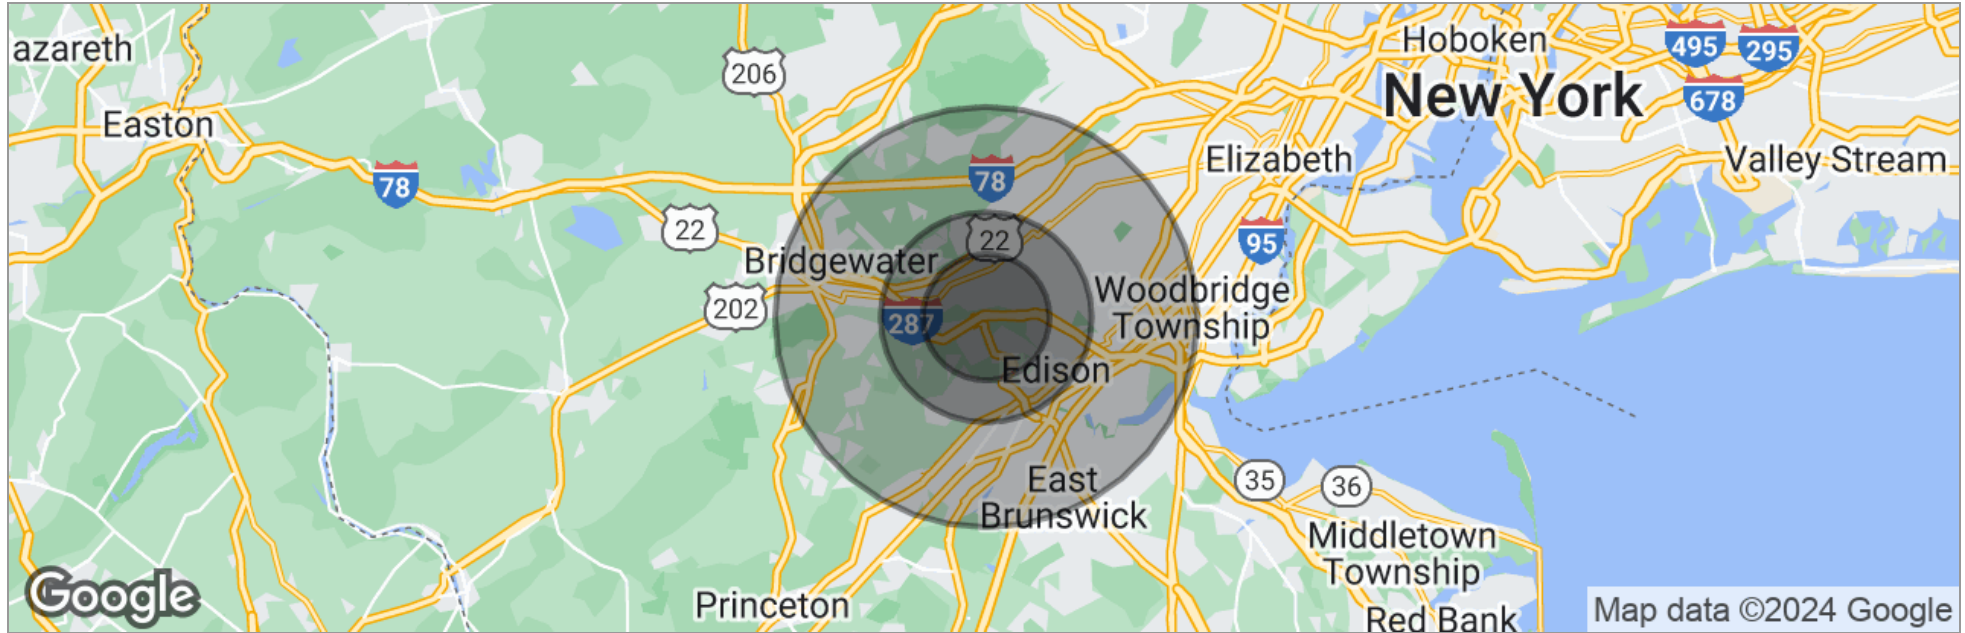 Hoboken
495
295
azareth
206
New York
678
Easton
Elizabeth
Valley Stream
78
78
22
22
95
Bridgewater
202
287
Woodbridge
Township
Edison
East
Brunswick
35
36
Middletown
Township
Google
Princeton
Red Bank
Map data ©2024 Google